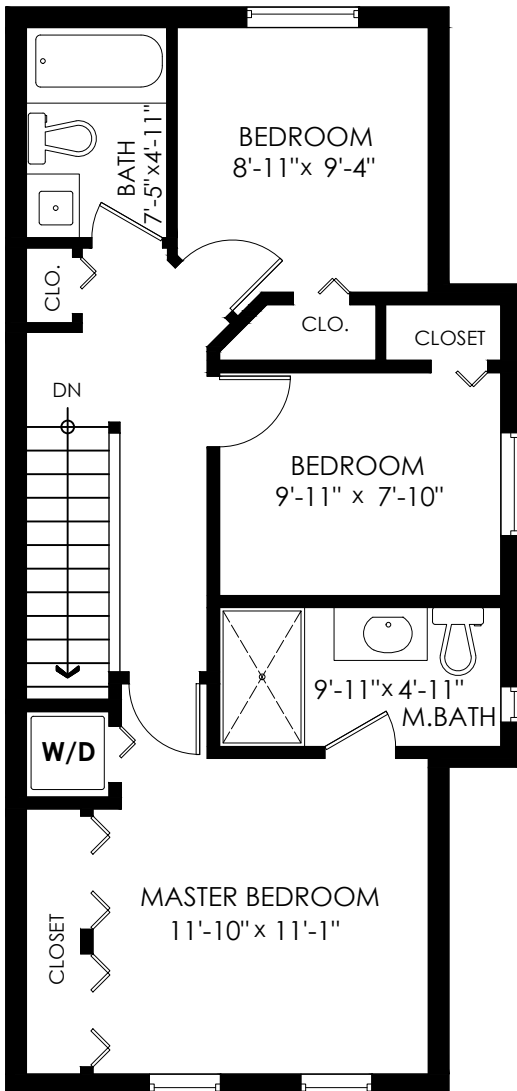 BATH
7'-5"x4'-11"
BEDROOM
8'-11"x 9'-4"
CLO.
CLO.
CLOSET
DN
BEDROOM
9'-11" x 7'-10"
9'-11"x 4'-11"
M.BATH
W/D
MASTER BEDROOM
11'-10"x 11'-1"
CLOSET